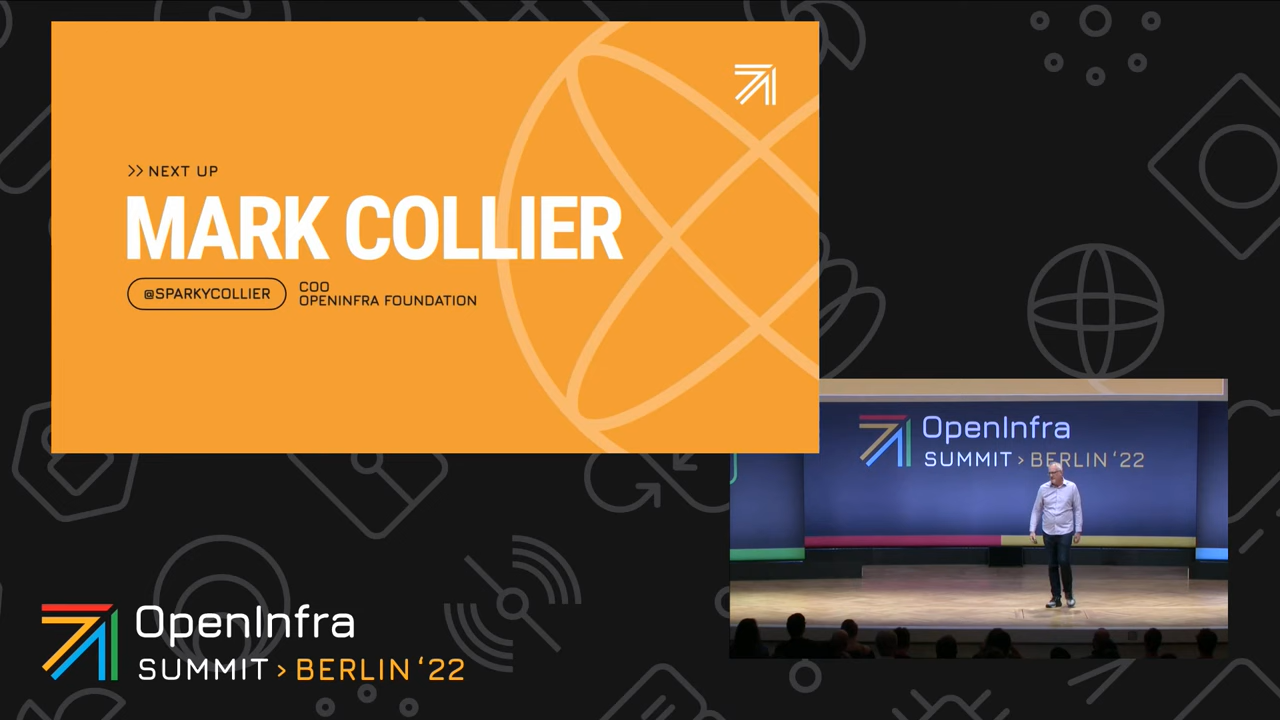 >> NEXT UP
MARK COLLIER
@SPARKYCOLLIER
COO
OPENINFRA FOUNDATION
OpenInfra
SUMMIT > BERLIN '22
OpenInfra
SUMMIT > BERLIN '22